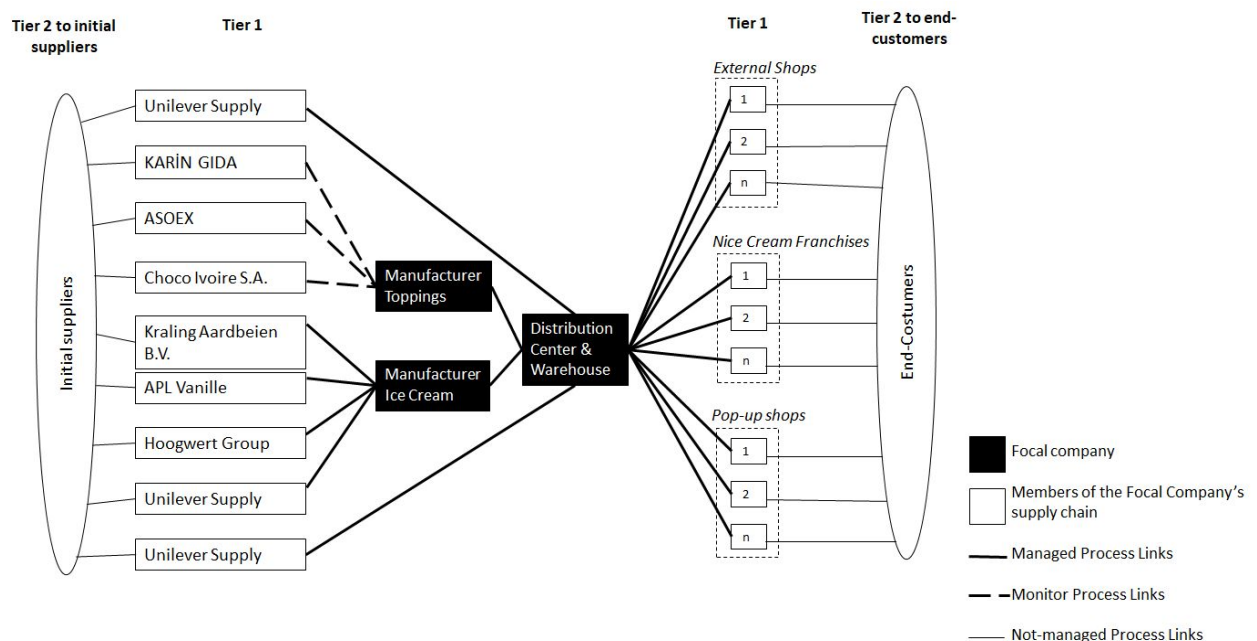 Tier 2 to initial
suppliers
Tier 1
Tier 1
Tier 2 to end-
customers
Initial suppliers
Unilever Supply
KARİN GIDA
ASOEX
Choco Ivoire S.A.
Kraling Aardbeien
B.V.
APL Vanille
Hoogwert Group
Unilever Supply
Unilever Supply
Manufacturer
Toppings
Manufacturer
Ice Cream
Distribution
Center &
Warehouse
External Shops
1
2
n
Nice Cream Franchises
1
2
n
Pop-up shops
1
2
n
End-Costumers
Focal company
Members of the Focal Company's
supply chain
Managed Process Links
Monitor Process Links
Not-managed Process Links